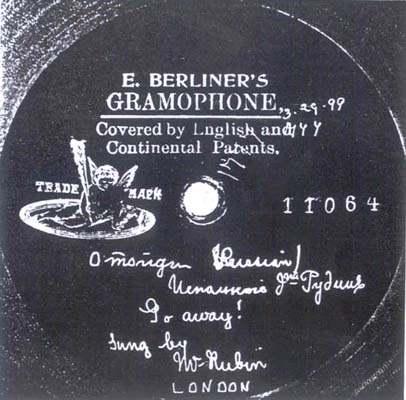 E. BERLINER'S
GRAMOPHONE, 3-29-99
Covered by English and
Continental Patents.
TRADE MARK
11064
Отойди (Russian)
Go away!
Sung by
Mr Rubin
LONDON